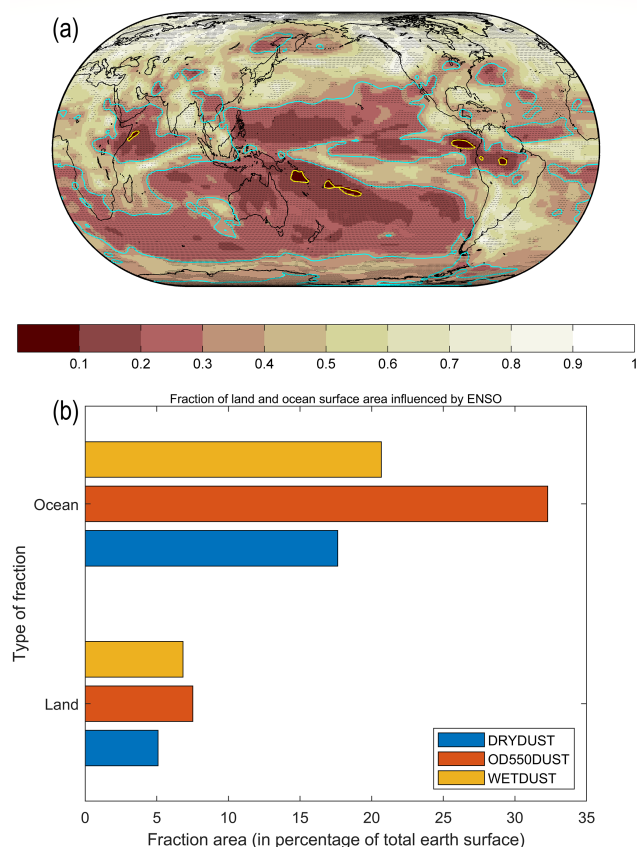 (a)
0.1 0.2 0.3 0.4 0.5 0.6 0.7 0.8 0.9 1
(b)
Fraction of land and ocean surface area influenced by ENSO
Type of fraction
Ocean
Land
DRYDUST
OD550DUST
WETDUST
0 5 10 15 20 25 30 35
Fraction area (in percentage of total earth surface)